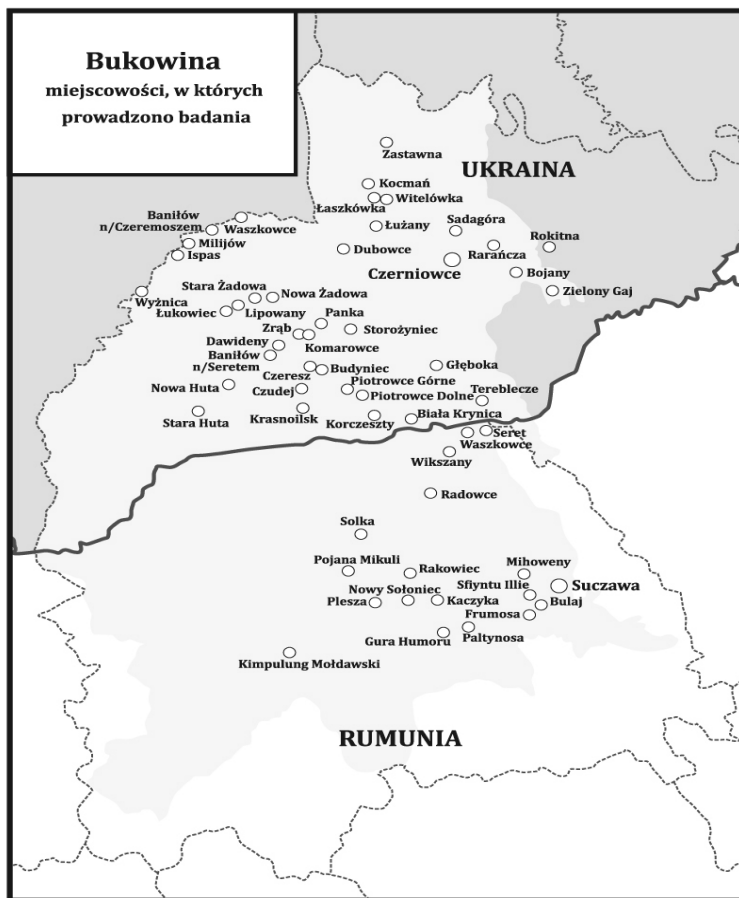 Bukowina
miejscowości, w których
prowadzono badania
Zastawna
UKRAINA
Kocmań
Witelówka
Łaszkówka
Baniłów
n/Czeremoszem
Waszkowce
Łużany
Sadagóra
Rokitna
Milijów
Dubowce
Rarańcza
Ispas
Czerniowce
Bojany
Stara Żadowa
Wyżnica
Nowa Żadowa
Zielony Gaj
Łukowiec
Lipowany
Panka
Zrąb
Storożyniec
Dawideny
Komarowce
Baniłów
n/Seretem
Głęboka
Czeresz
Budyniec
Nowa Huta
Czudej
Piotrowce Górne
Piotrowce Dolne
Tereblecze
Stara Huta
Krasnoilsk
Korczeszty
Biała Krynica
Seret
Waszkowce
Wikszany
Radowce
Solka
Pojana Mikuli
Rakowiec
Mihoweny
Nowy Sołoniec
Sfiyntu Illie
Suczawa
Plesza
Kaczyka
Bulaj
Frumosa
Gura Humoru
Paltynosa
Kimpulung Mołdawski
RUMUNIA